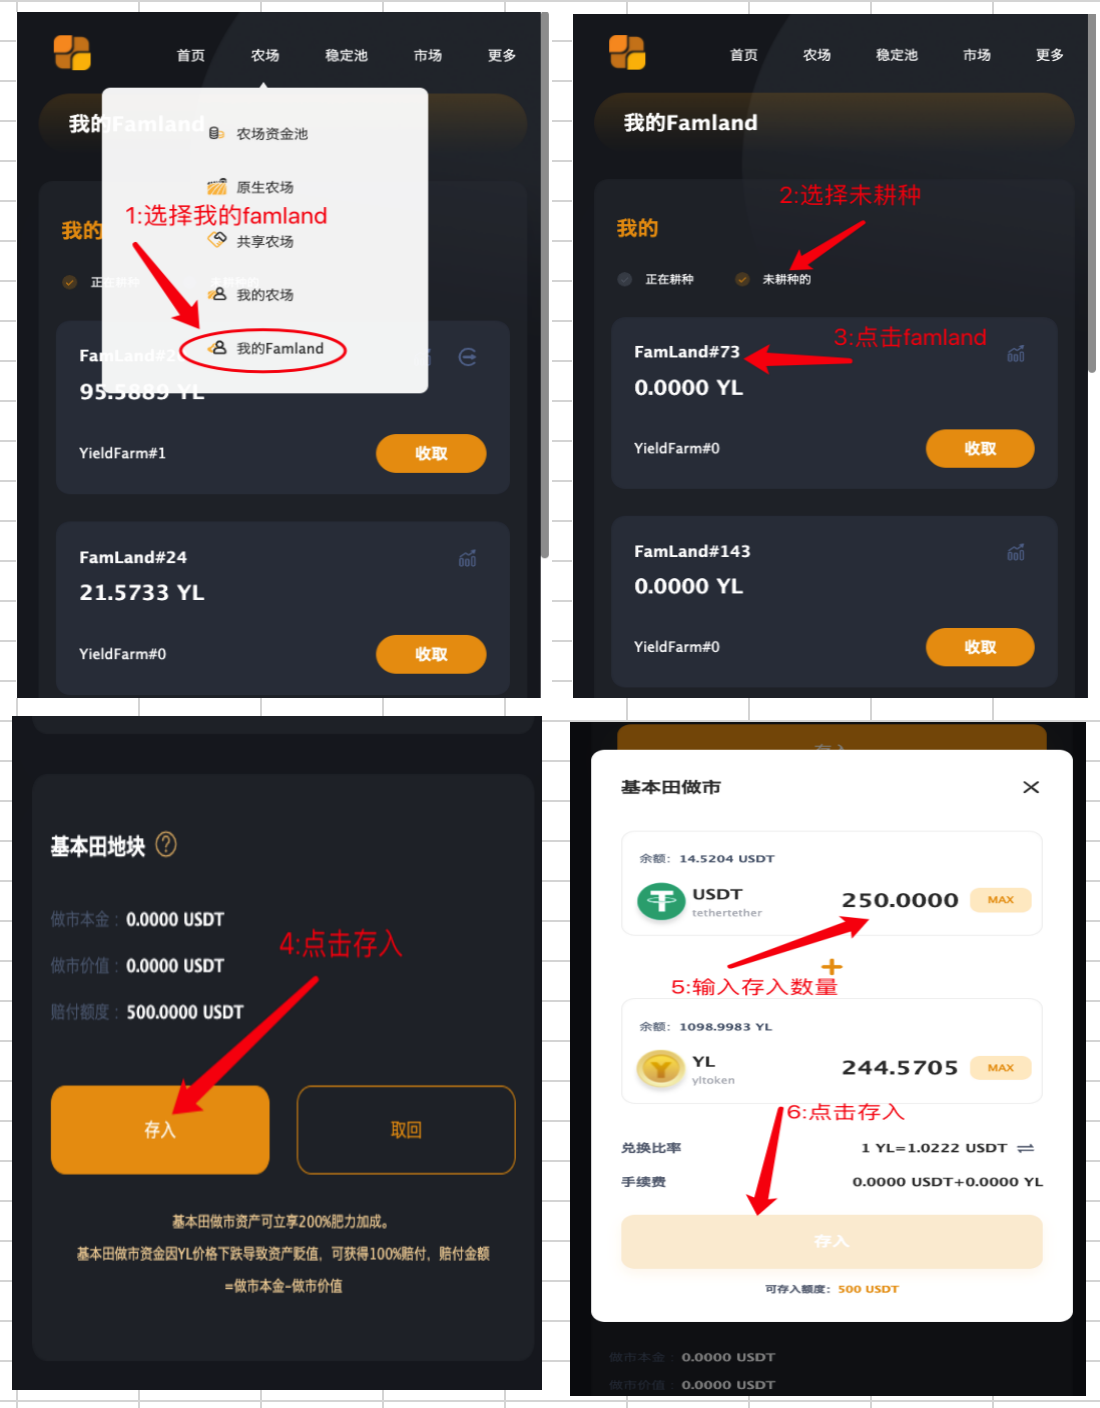 首页 农场 稳定池 市场 更多
我的Famland
农场资金池
原生农场
1:选择我的famland
我的
共享农场
正在耕种
我的农场
我的Famland
FamLand#2
95.5889 YL
YieldFarm#1 收取
FamLand#24
21.5733 YL
YieldFarm#0 收取
首页 农场 稳定池 市场 更多
我的Famland
2:选择未耕种
我的
正在耕种 未耕种的
3:点击famland
FamLand#73
0.0000 YL
YieldFarm#0 收取
FamLand#143
0.0000 YL
YieldFarm#0 收取
基本田地块 ?
做市本金： 0.0000 USDT
4:点击存入
做市价值： 0.0000 USDT
赔付额度： 500.0000 USDT
存入 取回
基本田做市资产可立享200%肥力加成。
基本田做市资金因YL价格下跌导致资产贬值，可获得100%赔付，赔付金额
=做市本金-做市价值
存入
基本田做市
余额： 14.5204 USDT
USDT 250.0000 MAX
tethertether
5:输入存入数量
余额： 1098.9983 YL
YL 244.5705 MAX
yltoken
6:点击存入
兑换比率 1 YL=1.0222 USDT
手续费 0.0000 USDT+0.0000 YL
存入
可存入额度： 500 USDT
做市本金： 0.0000 USDT
做市价值： 0.0000 USDT